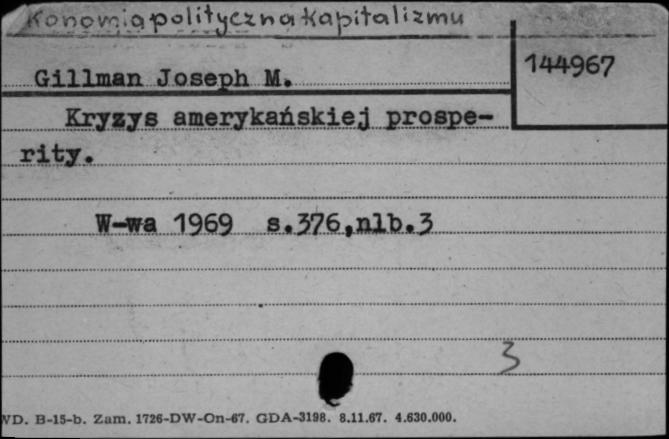 Konomia polityczna kapitalizmu
144967
Gillman Joseph M.
Kryzys amerykańskiej prospe-
rity.
W-wa 1969 s.376,nlb.3
3
WD. B-15-b. Zam. 1726-DW-On-67. GDA-3198. 8.11.67. 4.630.000.